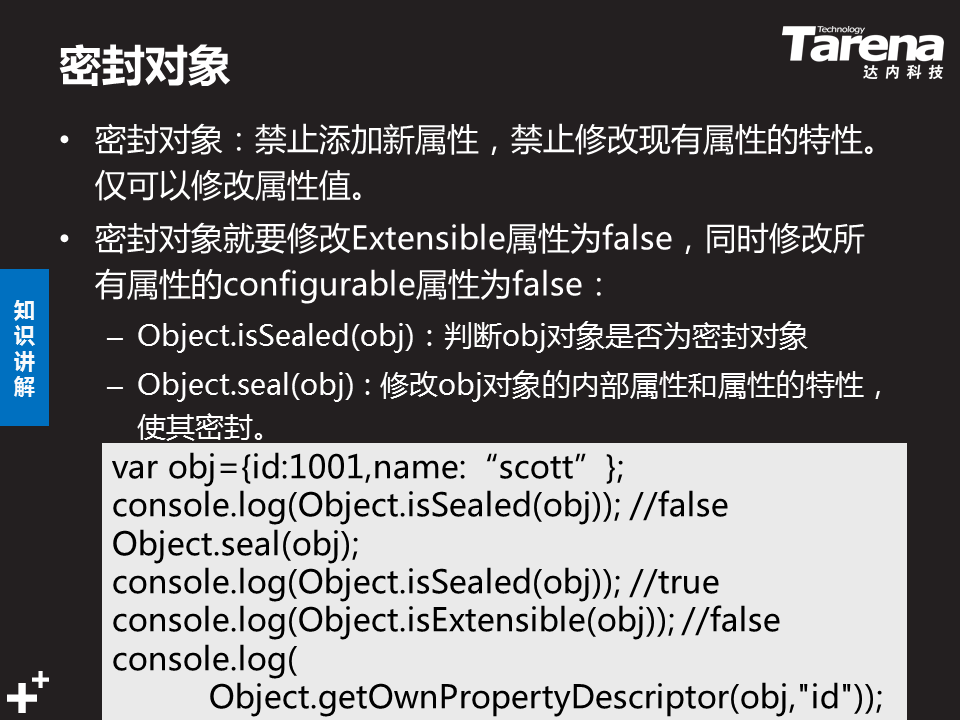 密封对象
Technology
Tarena
达内科技
• 密封对象：禁止添加新属性，禁止修改现有属性的特性。
仅可以修改属性值。
• 密封对象就要修改Extensible属性为false，同时修改所
有属性的configurable属性为false：
– Object.isSealed(obj)：判断obj对象是否为密封对象
– Object.seal(obj)：修改obj对象的内部属性和属性的特性，
使其密封。
知
识
讲
解
var obj={id:1001,name:“scott”};
console.log(Object.isSealed(obj)); //false
Object.seal(obj);
console.log(Object.isSealed(obj)); //true
console.log(Object.isExtensible(obj)); //false
console.log(
Object.getOwnPropertyDescriptor(obj,"id"));